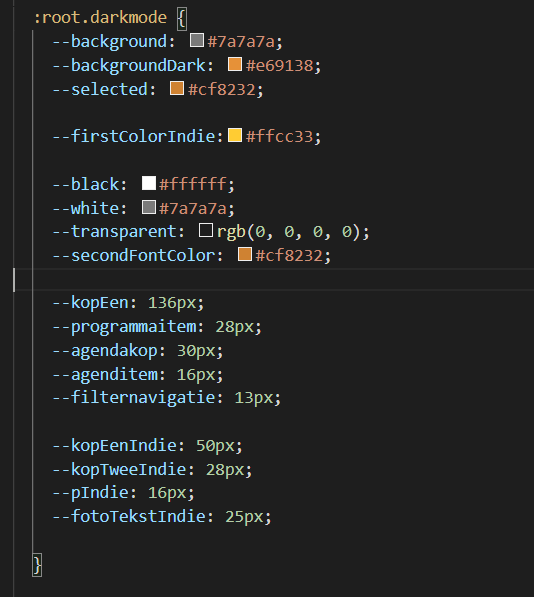 :root.darkmode {
--background: #7a7a7a;
--backgroundDark: #e69138;
--selected: #cf8232;
--firstColorIndie:#ffcc33;
--black: #ffffff;
--white: #7a7a7a;
--transparent: rgb(0, 0, 0, 0);
--secondFontColor: #cf8232;
--kopEen: 136px;
--programmaitem: 28px;
--agendakop: 30px;
--agenditem: 16px;
--filternavigatie: 13px;
--kopEenIndie: 50px;
--kopTweeIndie: 28px;
--pIndie: 16px;
--fotoTekstIndie: 25px;
}